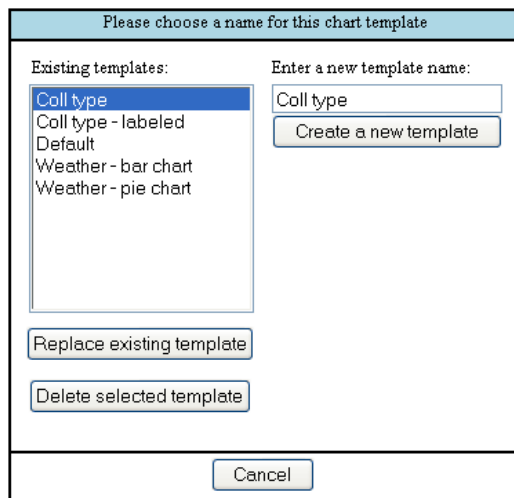 Please choose a name for this chart template
Existing templates:
Coll type
Coll type - labeled
Default
Weather - bar chart
Weather - pie chart
Replace existing template
Delete selected template
Enter a new template name:
Coll type
Create a new template
Cancel